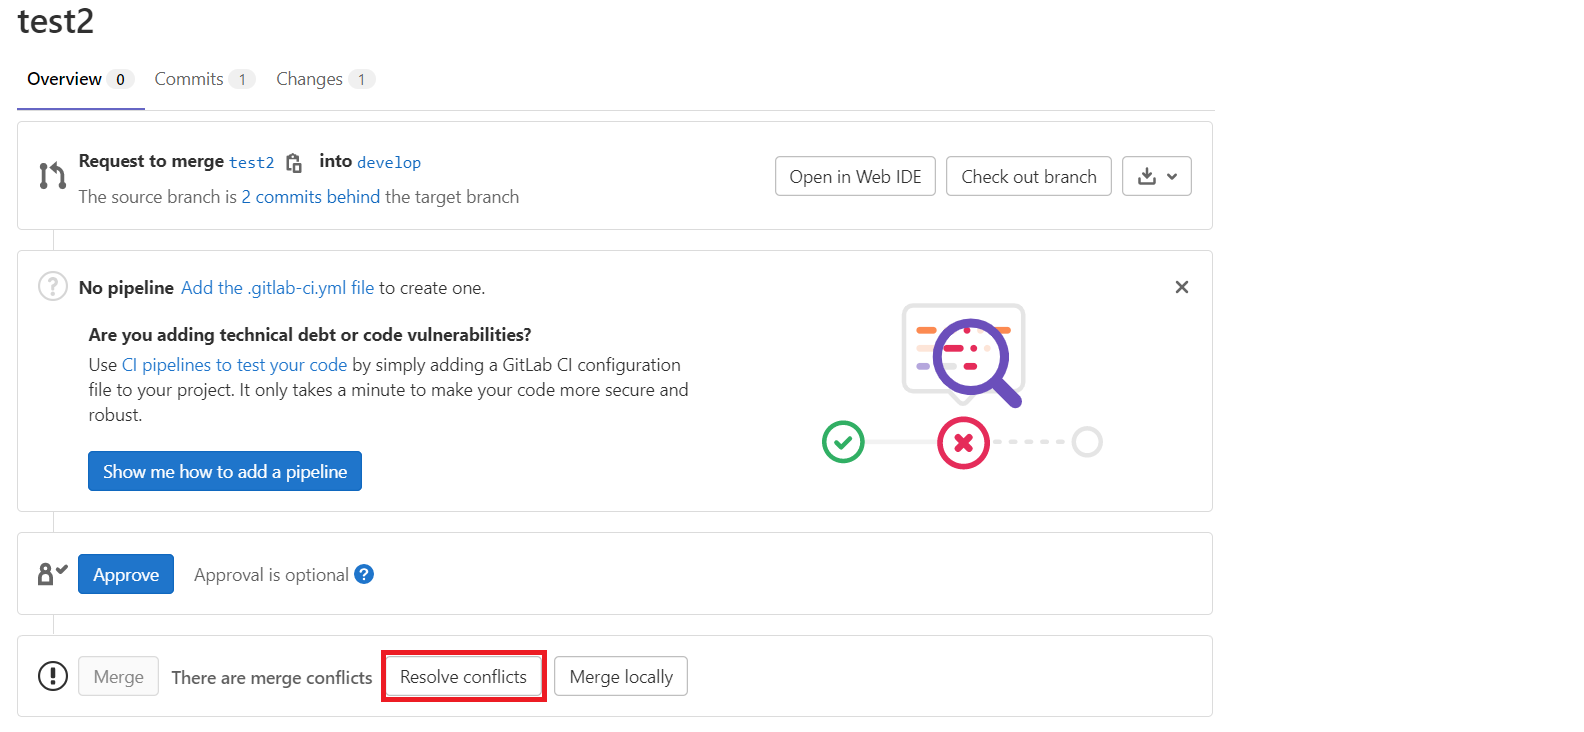 test2
Overview 0 Commits 1 Changes 1
Request to merge test2 into develop
The source branch is 2 commits behind the target branch
Open in Web IDE Check out branch
No pipeline Add the .gitlab-ci.yml file to create one.
Are you adding technical debt or code vulnerabilities?
Use CI pipelines to test your code by simply adding a GitLab CI configuration
file to your project. It only takes a minute to make your code more secure and
robust.
Show me how to add a pipeline
Approve Approval is optional
Merge There are merge conflicts Resolve conflicts Merge locally